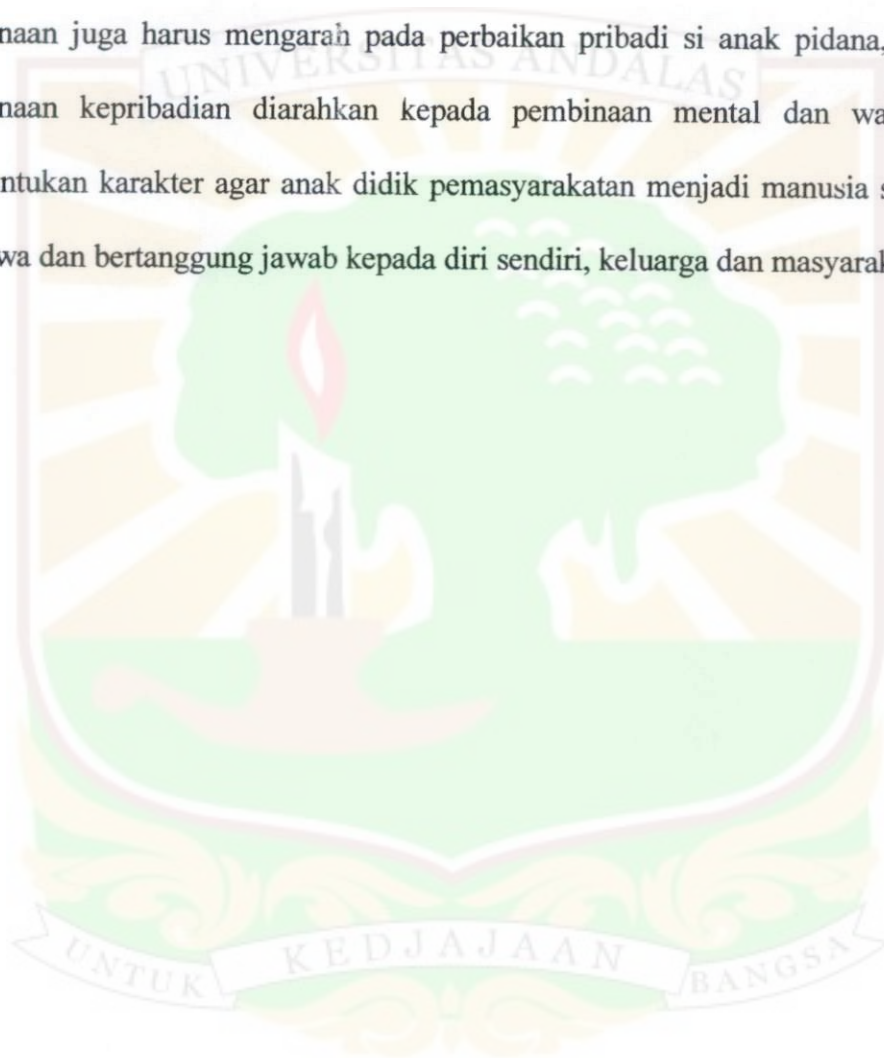 naan juga harus mengarah pada perbaikan pribadi si anak pidana,
UNIVERSITAS ANDALAS
naan kepribadian diarahkan kepada pembinaan mental dan wa
ntukan karakter agar anak didik pemasyarakatan menjadi manusia s
wa dan bertanggung jawab kepada diri sendiri, keluarga dan masyaral
UNTUK KEDJAJAAN BANGSA